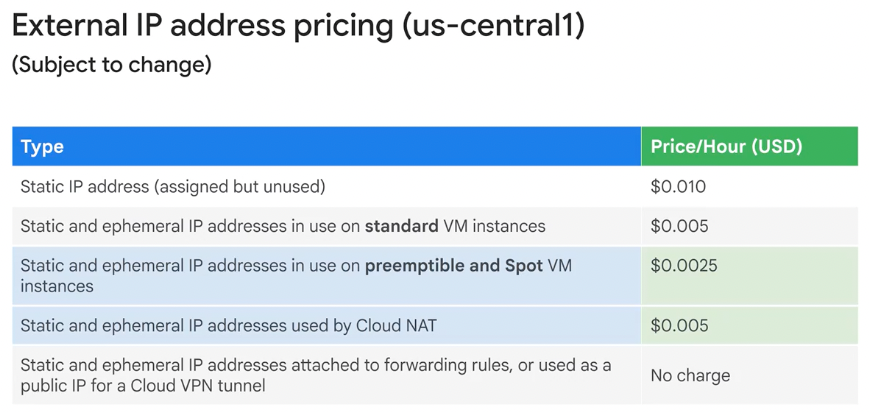 External IP address pricing (us-central1)
(Subject to change)
Type
Price/Hour (USD)
Static IP address (assigned but unused)
$0.010
Static and ephemeral IP addresses in use on standard VM instances
$0.005
Static and ephemeral IP addresses in use on preemptible and Spot VM
instances
$0.0025
Static and ephemeral IP addresses used by Cloud NAT
$0.005
Static and ephemeral IP addresses attached to forwarding rules, or used as a
public IP for a Cloud VPN tunnel
No charge